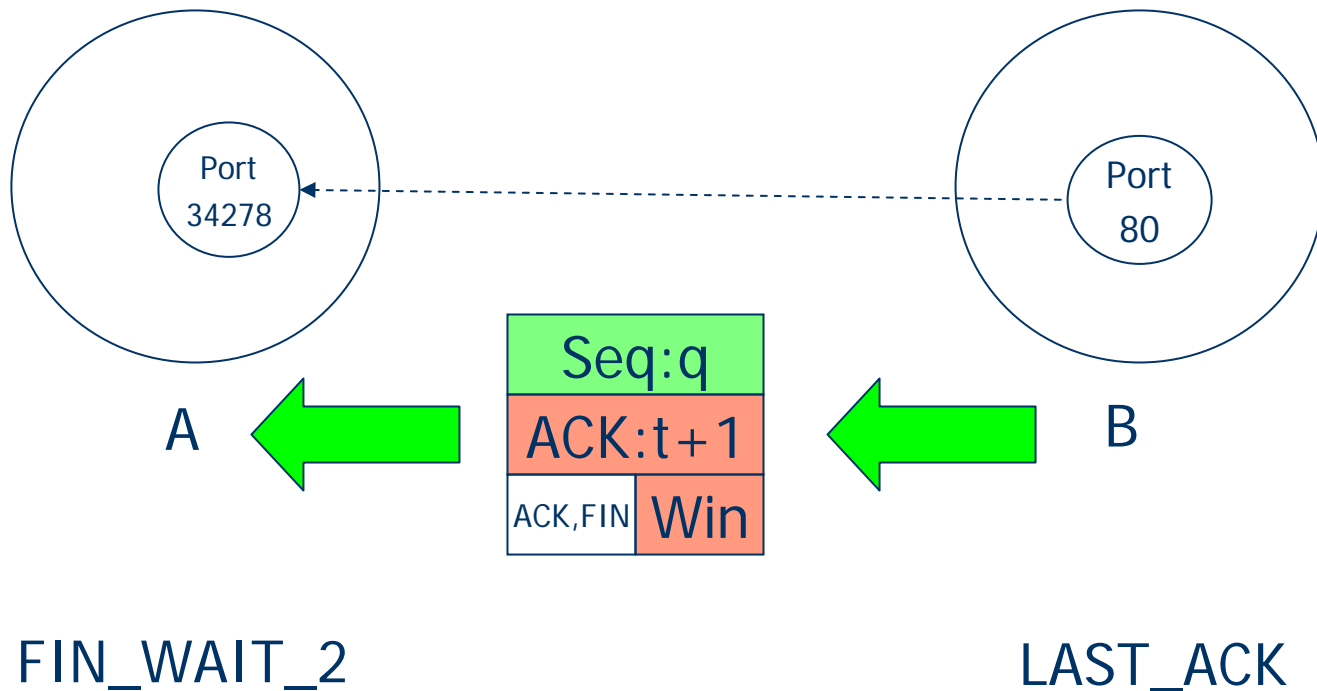 Port
34278
Port
80
Seq:q
A
ACK:t+1
B
ACK,FIN
Win
FIN_WAIT_2
LAST_ACK